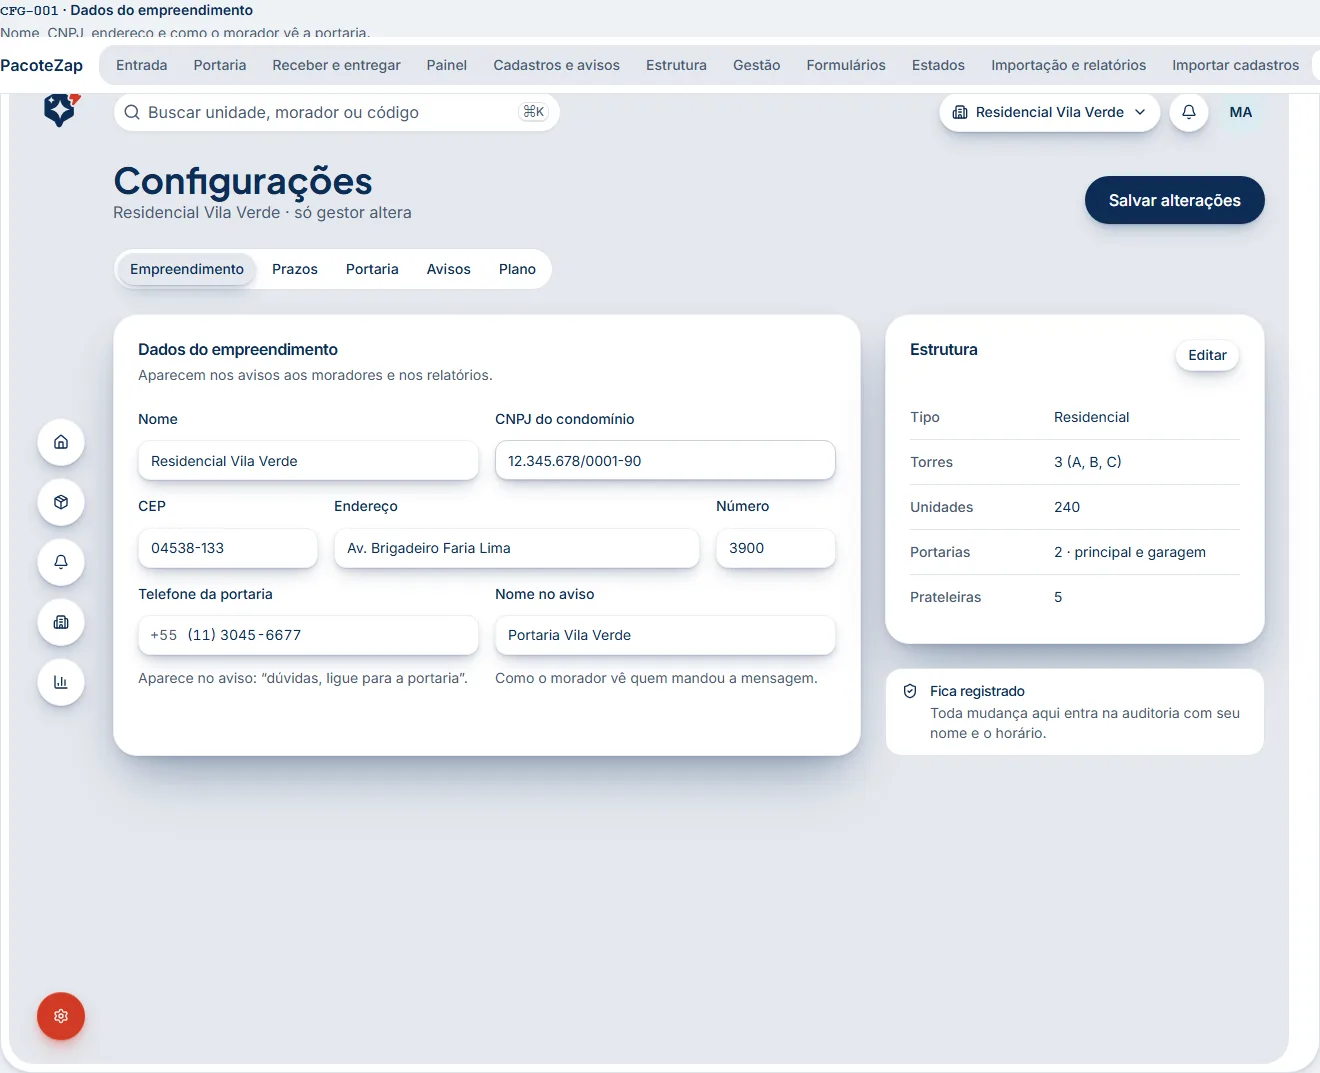 CFG-001 · Dados do empreendimento
Nome, CNPJ, endereço e como o morador vê a portaria.
PacoteZap
Entrada
Portaria
Receber e entregar
Painel
Cadastros e avisos
Estrutura
Gestão
Formulários
Estados
Importação e relatórios
Importar cadastros
Buscar unidade, morador ou código
⌘K
Residencial Vila Verde
MA
Configurações
Residencial Vila Verde · só gestor altera
Salvar alterações
Empreendimento
Prazos
Portaria
Avisos
Plano
Dados do empreendimento
Aparecem nos avisos aos moradores e nos relatórios.
Nome
CNPJ do condomínio
Residencial Vila Verde
12.345.678/0001-90
CEP
Endereço
Número
04538-133
Av. Brigadeiro Faria Lima
3900
Telefone da portaria
Nome no aviso
+55 (11) 3045-6677
Portaria Vila Verde
Aparece no aviso: “dúvidas, ligue para a portaria”.
Como o morador vê quem mandou a mensagem.
Estrutura
Editar
Tipo
Residencial
Torres
3 (A, B, C)
Unidades
240
Portarias
2 · principal e garagem
Prateleiras
5
Fica registrado
Toda mudança aqui entra na auditoria com seu
nome e o horário.